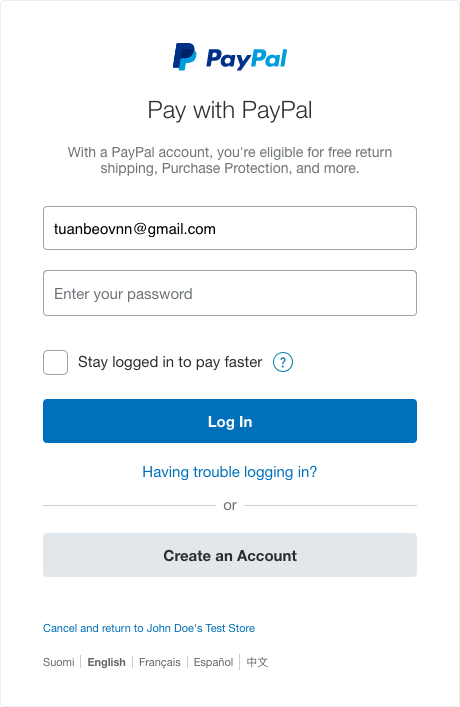 PayPal
Pay with PayPal
With a PayPal account, you're eligible for free return
shipping, Purchase Protection, and more.
tuanbeovnn@gmail.com
Enter your password
Stay logged in to pay faster ?
Log In
Having trouble logging in?
or
Create an Account
Cancel and return to John Doe's Test Store
Suomi English Français Español 中文